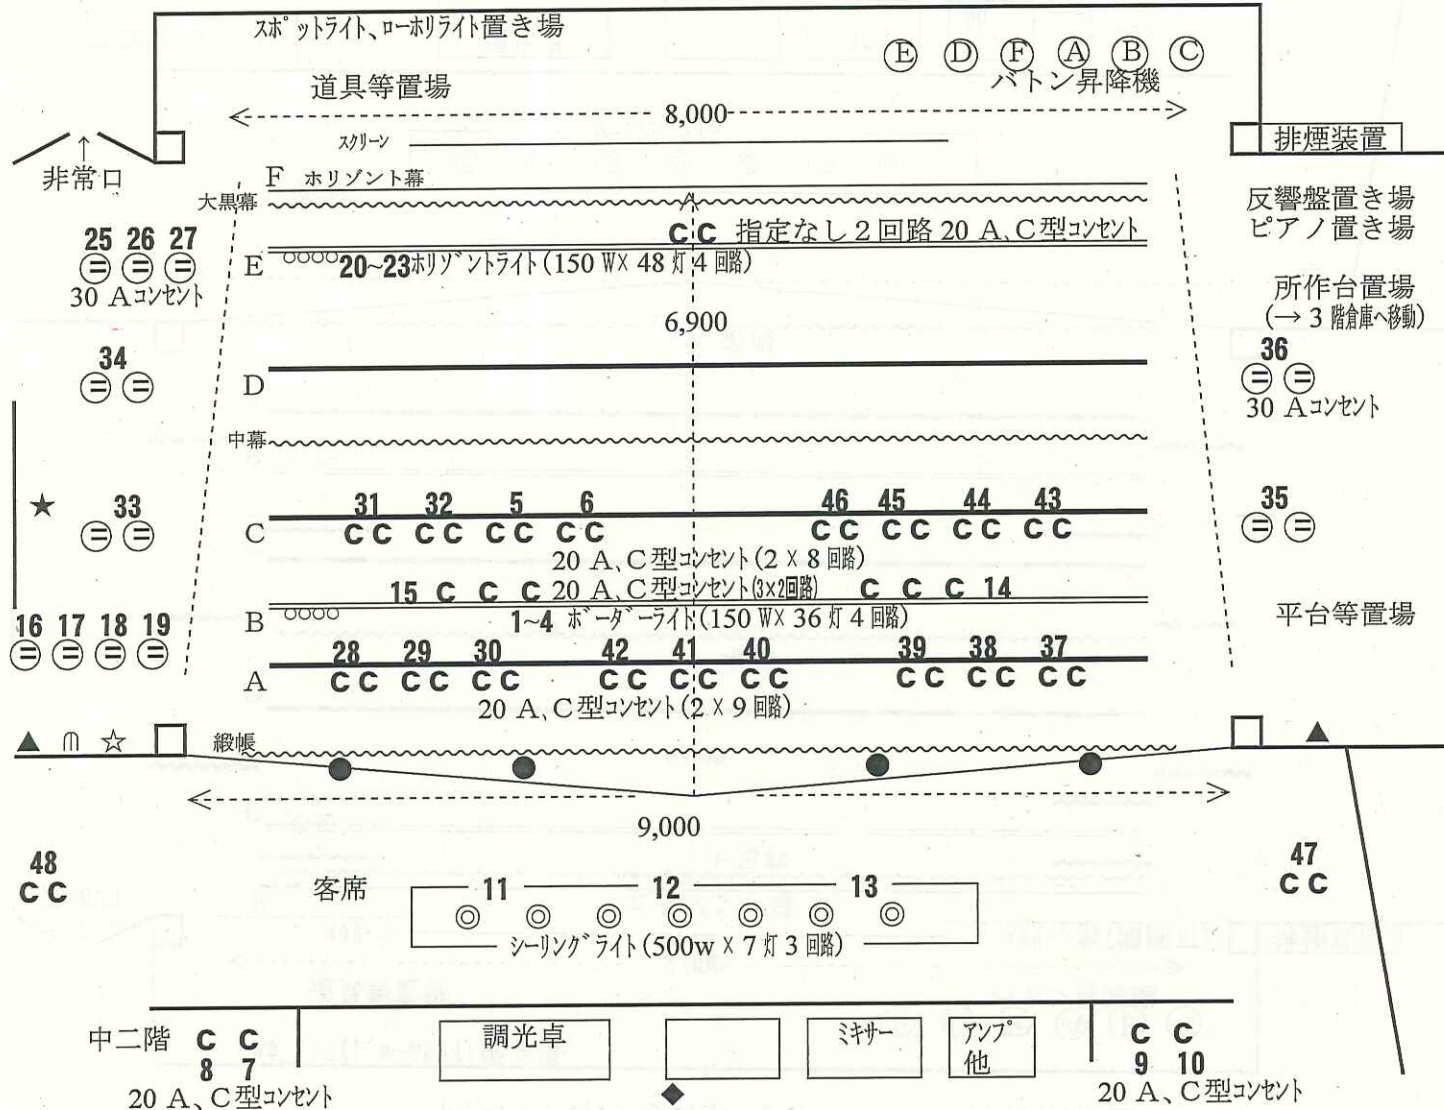 スポットライト、ローホリライト置き場
Ⓔ Ⓓ Ⓕ Ⓐ Ⓑ Ⓒ
道具等置場
バトン昇降機
8,000
スクリーン
排煙装置
↑
非常口
F ホリゾント幕
大黒幕
反響盤置き場
ピアノ置き場
25 26 27
C C 指定なし2回路 20 A、C型コンセント
E 20~23ホリゾントライト(150 W× 48 灯 4 回路)
30 Aコンセント
所作台置場
(→ 3 階倉庫へ移動)
6,900
34
36
D
30 Aコンセント
中幕
★ 33
31 32 5 6 46 45 44 43
35
C C C C C C C C C C C C C C C C C
20 A、C型コンセント(2 × 8 回路)
15 C C C 20 A、C型コンセント(3×2回路) C C C 14
B 1~4 ボーダーライト(150 W× 36 灯 4 回路)
平台等置場
16 17 18 19
28 29 30 42 41 40 39 38 37
A C C C C C C C C C C C C C C C C C C
20 A、C型コンセント(2 × 9 回路)
▲ ☆ 緞帳 ▲
9,000
48
C C
47
C C
客席
11 12 13
シーリングライト(500w × 7 灯 3 回路)
中二階 C C
8 7
20 A、C型コンセント
調光卓
ミキサー
アンプ
他
C C
9 10
20 A、C型コンセント
◆